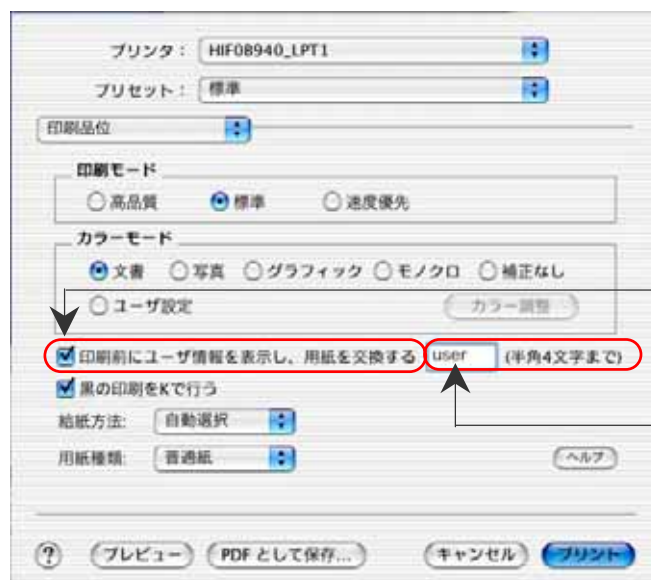 プリンタ： HIF08940_LPT1
プリセット： 標準
印刷品位
印刷モード
高品質 標準 速度優先
カラーモード
文書 写真 グラフィック モノクロ 補正なし
ユーザ設定 カラー調整
印刷前にユーザ情報を表示し、用紙を交換する user (半角4文字まで)
黒の印刷をKで行う
給紙方法: 自動選択
用紙種類: 普通紙 ヘルプ
? プレビュー PDF として保存... キャンセル プリント